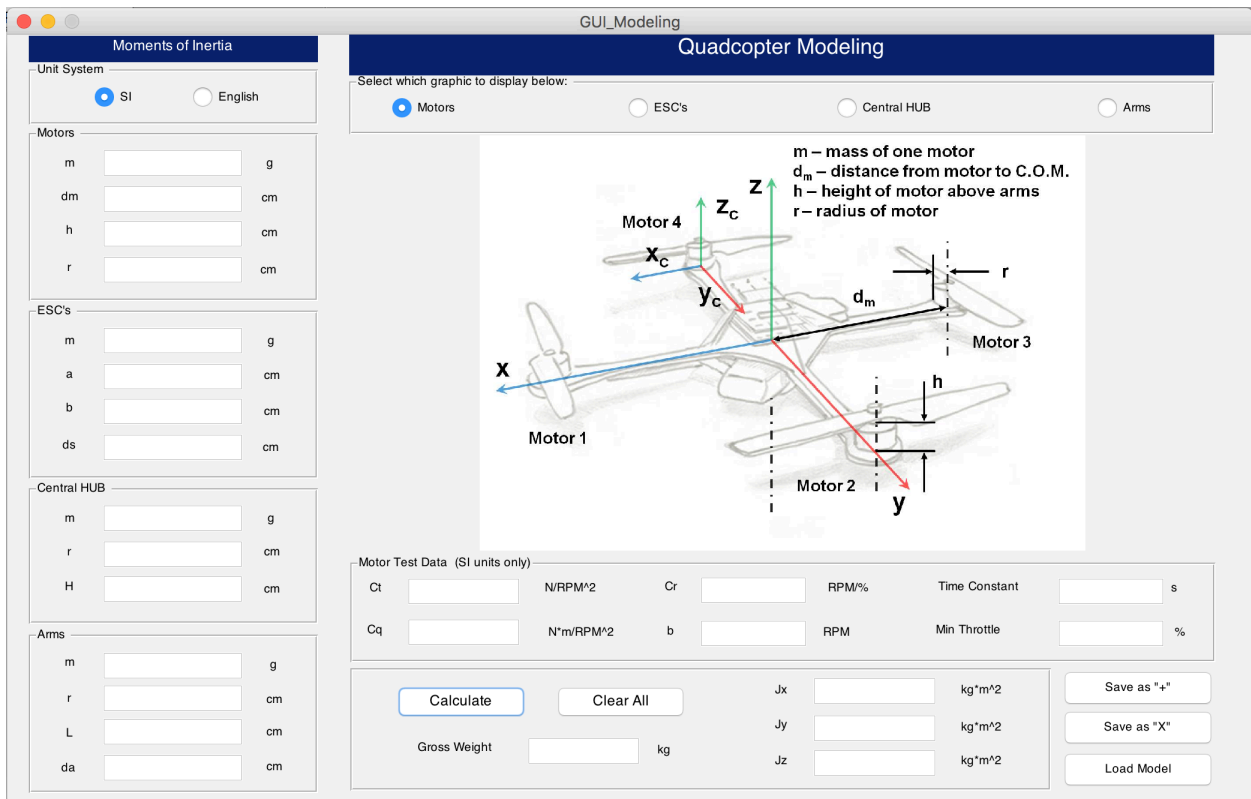 GUI_Modeling
Moments of Inertia
Unit System
SI English
Motors
m g
dm cm
h cm
r cm
ESC's
m g
a cm
b cm
ds cm
Central HUB
m g
r cm
H cm
Arms
m g
r cm
L cm
da cm
Quadcopter Modeling
Select which graphic to display below:
Motors ESC's Central HUB Arms
m – mass of one motor
dm – distance from motor to C.O.M.
h – height of motor above arms
r – radius of motor
z
zC
Motor 4
xC
yC
r
dm
Motor 3
x
h
Motor 1
Motor 2
y
Motor Test Data (SI units only)
Ct N/RPM^2 Cr RPM/% Time Constant s
Cq N*m/RPM^2 b RPM Min Throttle %
Calculate Clear All
Gross Weight kg
Jx kg*m^2
Jy kg*m^2
Jz kg*m^2
Save as "+"
Save as "X"
Load Model